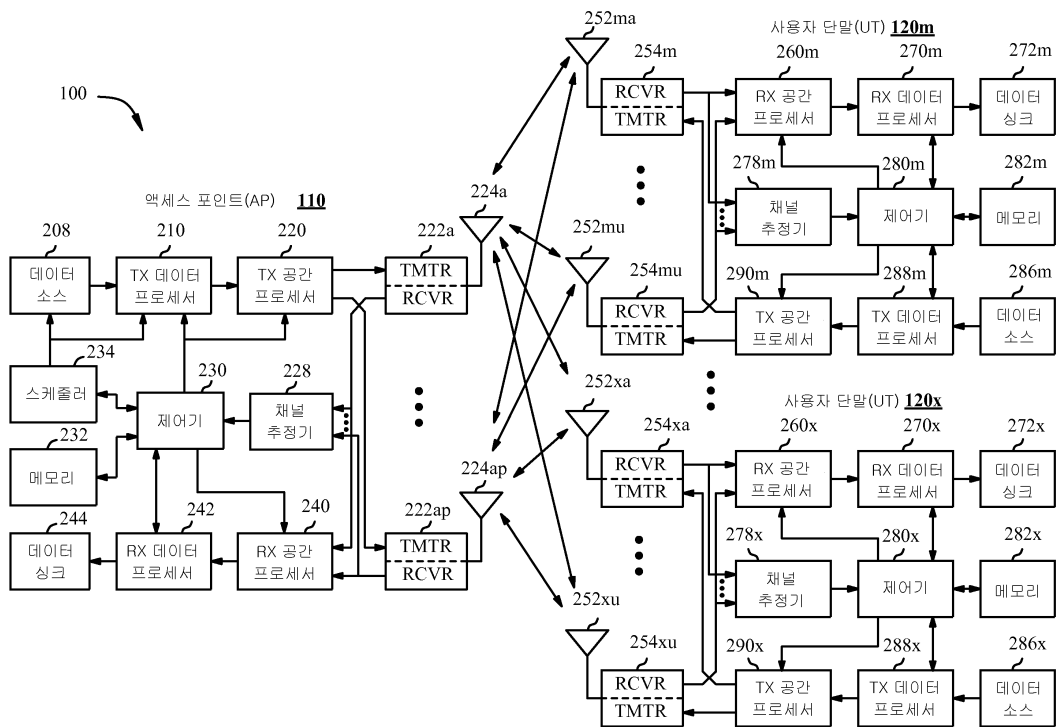 100
액세스 포인트(AP) 110
208
210
220
222a
224a
데이터
소스
TX 데이터
프로세서
TX 공간
프로세서
TMTR
RCVR
234
230
228
스케줄러
제어기
채널
추정기
232
메모리
244
242
240
222ap
224ap
데이터
싱크
RX 데이터
프로세서
RX 공간
프로세서
TMTR
RCVR
252ma
사용자 단말(UT) 120m
254m
260m
270m
272m
RCVR
TMTR
RX 공간
프로세서
RX 데이터
프로세서
데이터
싱크
278m
280m
282m
채널
추정기
제어기
메모리
252mu
254mu
290m
288m
286m
RCVR
TMTR
TX 공간
프로세서
TX 데이터
프로세서
데이터
소스
252xa
사용자 단말(UT) 120x
254xa
260x
270x
272x
RCVR
TMTR
RX 공간
프로세서
RX 데이터
프로세서
데이터
싱크
278x
280x
282x
채널
추정기
제어기
메모리
252xu
254xu
290x
288x
286x
RCVR
TMTR
TX 공간
프로세서
TX 데이터
프로세서
데이터
소스